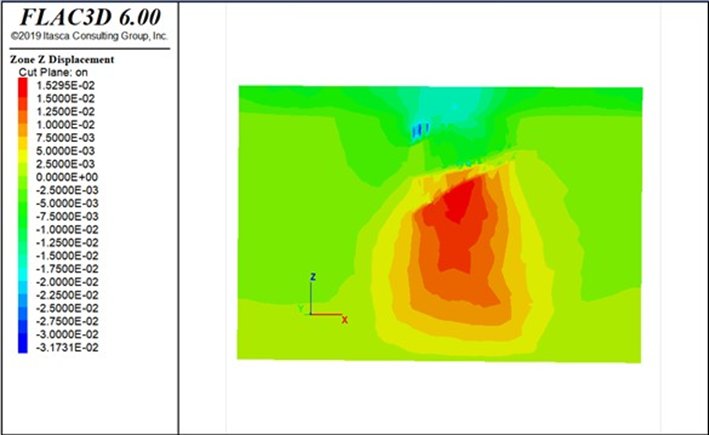 FLAC3D 6.00
©2019 Itasca Consulting Group, Inc.
Zone Z Displacement
Cut Plane: on
1.5295E-02
1.5000E-02
1.2500E-02
1.0000E-02
7.5000E-03
5.0000E-03
2.5000E-03
0.0000E+00
-2.5000E-03
-5.0000E-03
-7.5000E-03
-1.0000E-02
-1.2500E-02
-1.5000E-02
-1.7500E-02
-2.0000E-02
-2.2500E-02
-2.5000E-02
-2.7500E-02
-3.0000E-02
-3.1731E-02
Z
Y
X